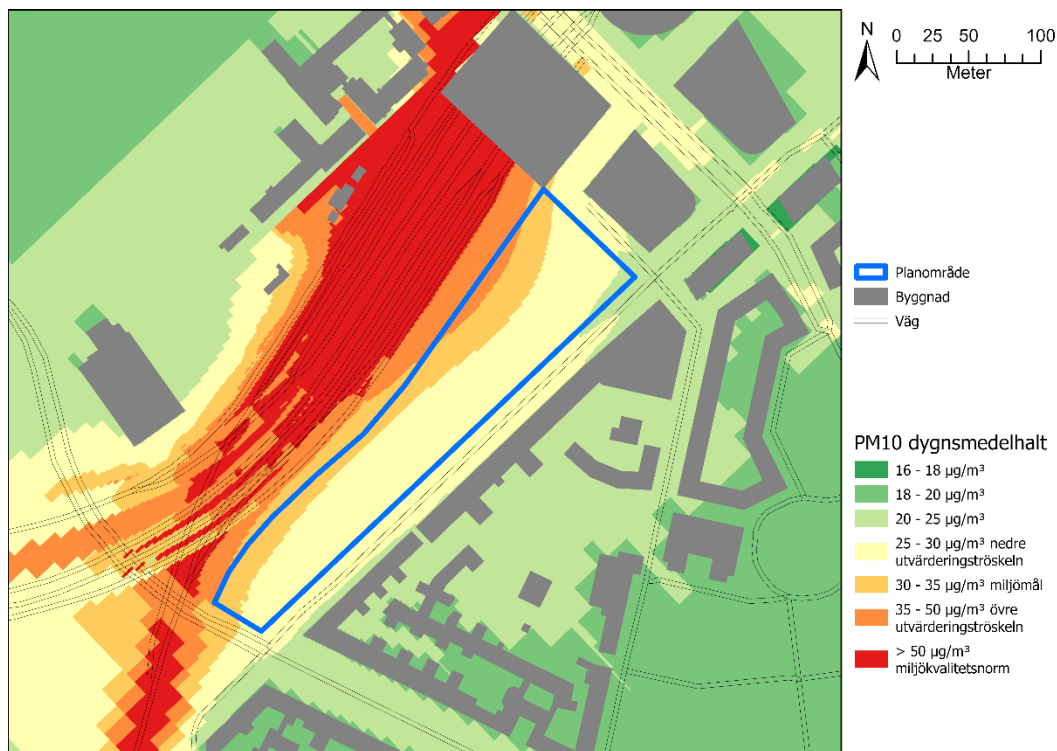 N
0 25 50 100
Meter
Planområde
Byggnad
Väg
PM10 dygnsmedelhalt
16 - 18 µg/m³
18 - 20 µg/m³
20 - 25 µg/m³
25 - 30 µg/m³ nedre
utvärderingströskeln
30 - 35 µg/m³ miljömål
35 - 50 µg/m³ övre
utvärderingströskeln
> 50 µg/m³
miljökvalitetsnorm